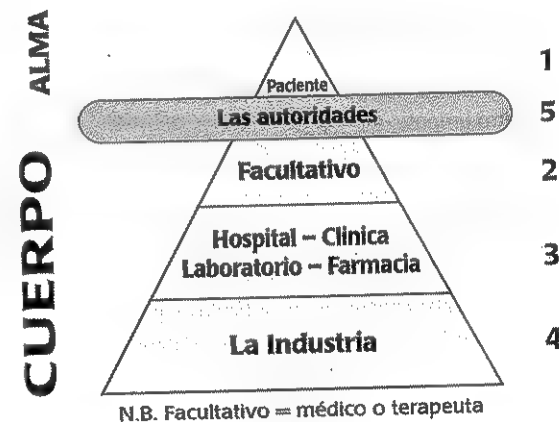 ALMA
CUERPO
Paciente
1
Las autoridades
5
Facultativo
2
Hospital – Clinica
Laboratorio – Farmacia
3
La Industria
4
N.B. Facultativo = médico o terapeuta